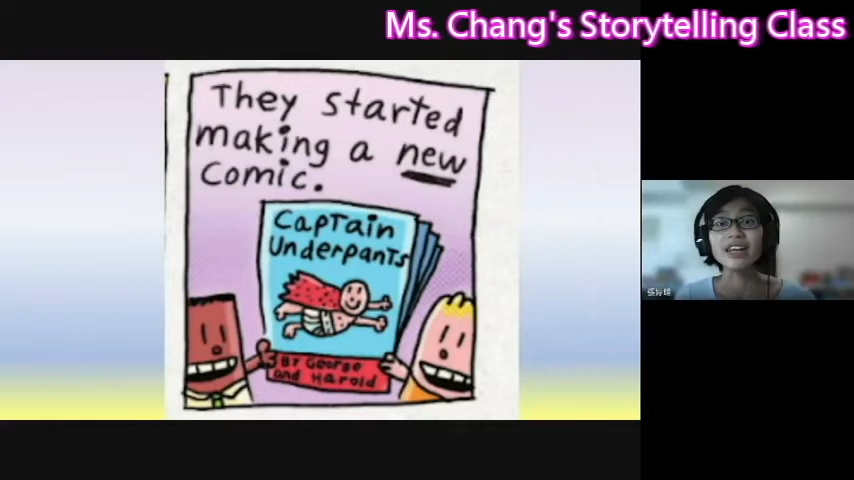 Ms. Chang's Storytelling Class
They started
making a new
comic.
Captain
Underpants
By George
and Harold